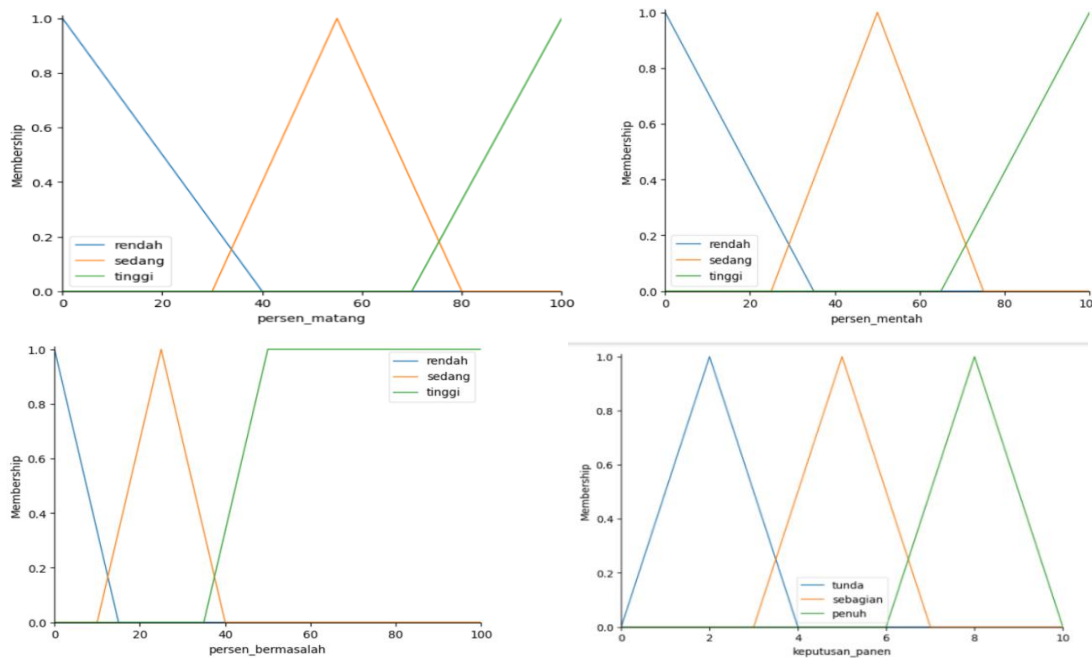 1.0
0.8
0.6
0.4
0.2
0.0
Membership
rendah
sedang
tinggi
0 20 40 60 80 100
persen_matang
1.0
0.8
0.6
0.4
0.2
0.0
Membership
rendah
sedang
tinggi
0 20 40 60 80 100
persen_mentah
1.0
0.8
0.6
0.4
0.2
0.0
Membership
rendah
sedang
tinggi
0 20 40 60 80 100
persen_bermasalah
1.0
0.8
0.6
0.4
0.2
0.0
Membership
tunda
sebagian
penuh
0 2 4 6 8 10
keputusan_panen